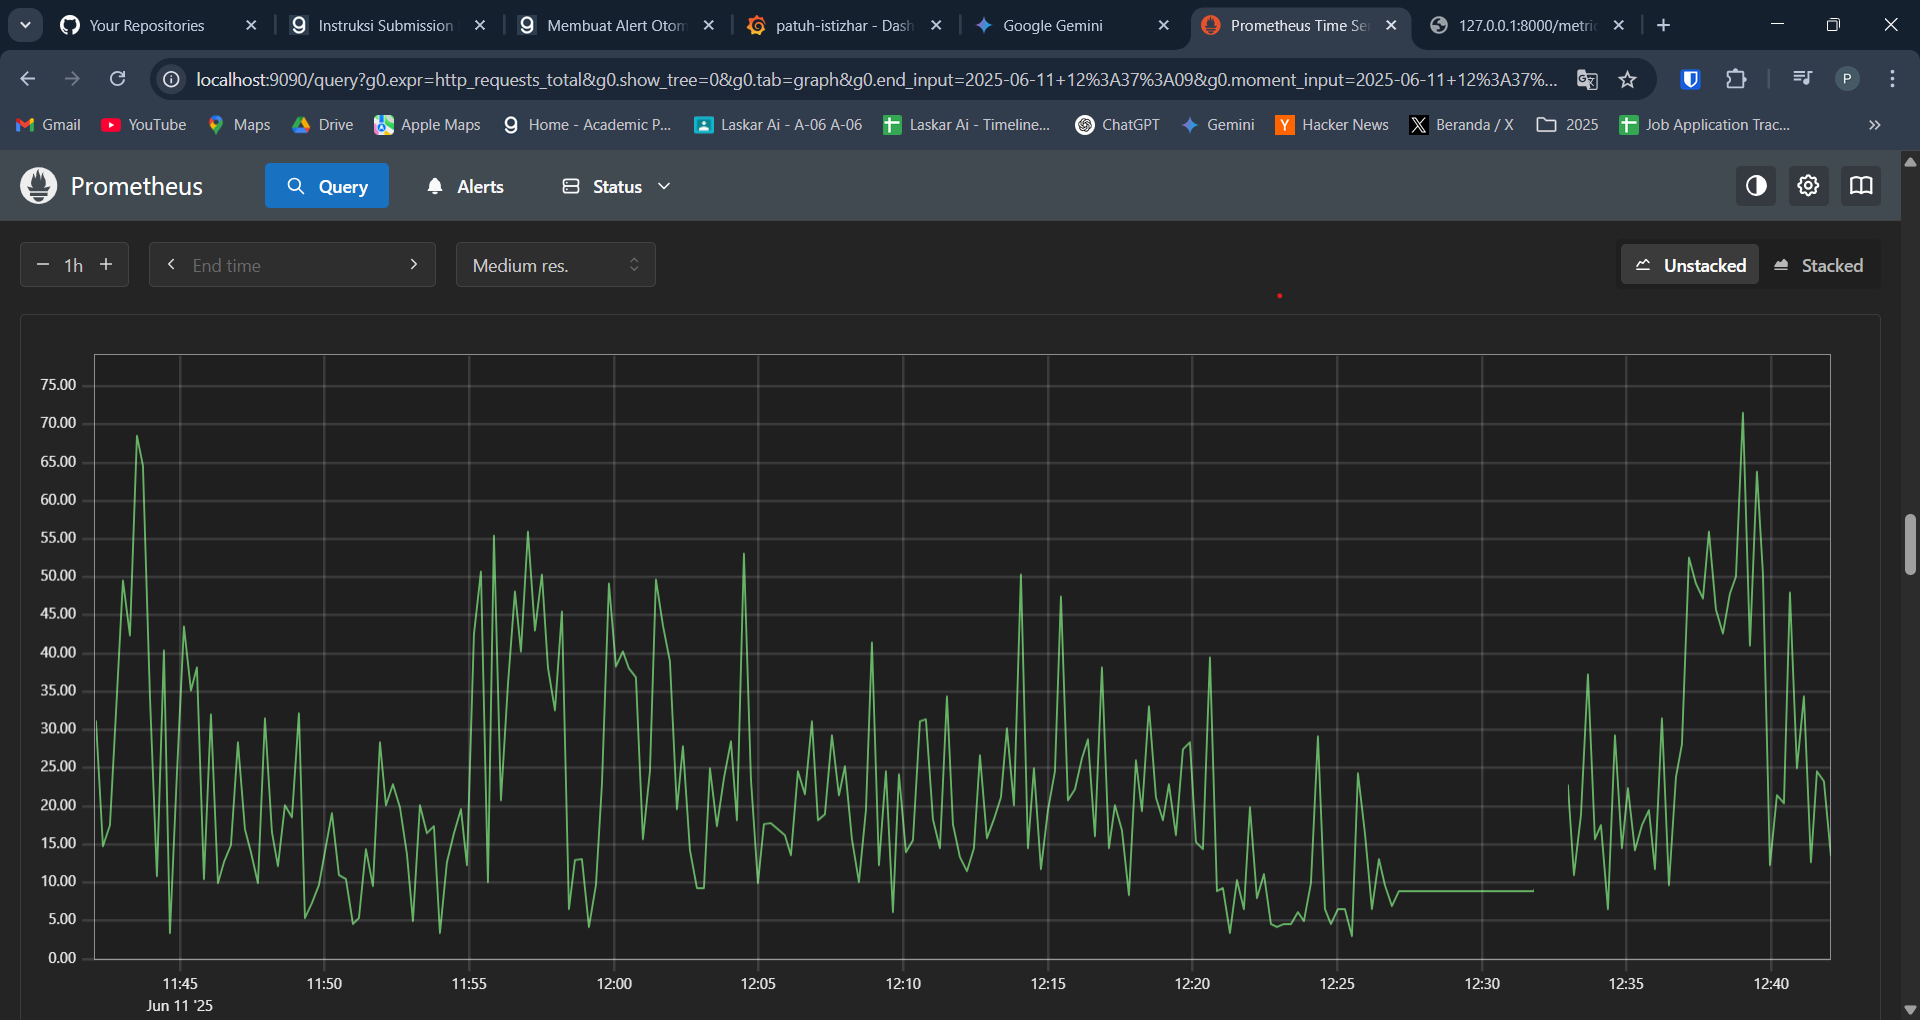 Your Repositories
Instruksi Submission
Membuat Alert Otom
patuh-istizhar - Dash
Google Gemini
Prometheus Time Se
127.0.0.1:8000/metri
localhost:9090/query?g0.expr=http_requests_total&g0.show_tree=0&g0.tab=graph&g0.end_input=2025-06-11+12%3A37%3A09&g0.moment_input=2025-06-11+12%3A37%...
P
Gmail
YouTube
Maps
Drive
Apple Maps
Home - Academic P...
Laskar Ai - A-06 A-06
Laskar Ai - Timeline...
ChatGPT
Gemini
Hacker News
Beranda / X
2025
Job Application Trac...
Prometheus
Query
Alerts
Status
1h
End time
Medium res.
Unstacked
Stacked
75.00
70.00
65.00
60.00
55.00
50.00
45.00
40.00
35.00
30.00
25.00
20.00
15.00
10.00
5.00
0.00
11:45
11:50
11:55
12:00
12:05
12:10
12:15
12:20
12:25
12:30
12:35
12:40
Jun 11 '25